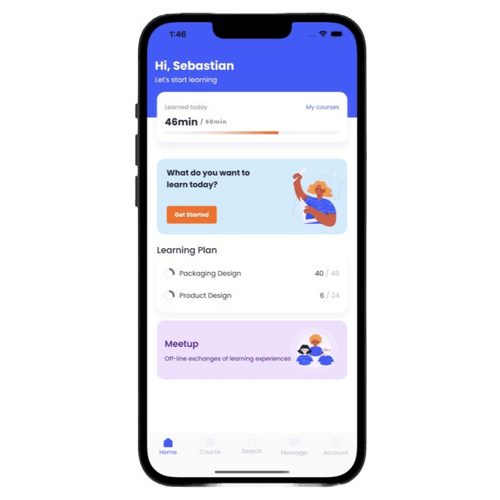 1:46
Hi, Sebastian
Let's start learning
Learned today My courses
46min / 60min
What do you want to
learn today?
Get Started
Learning Plan
Packaging Design 40 / 48
Product Design 6 / 24
Meetup
Off-line exchanges of learning experiences
Home Course Search Message Account